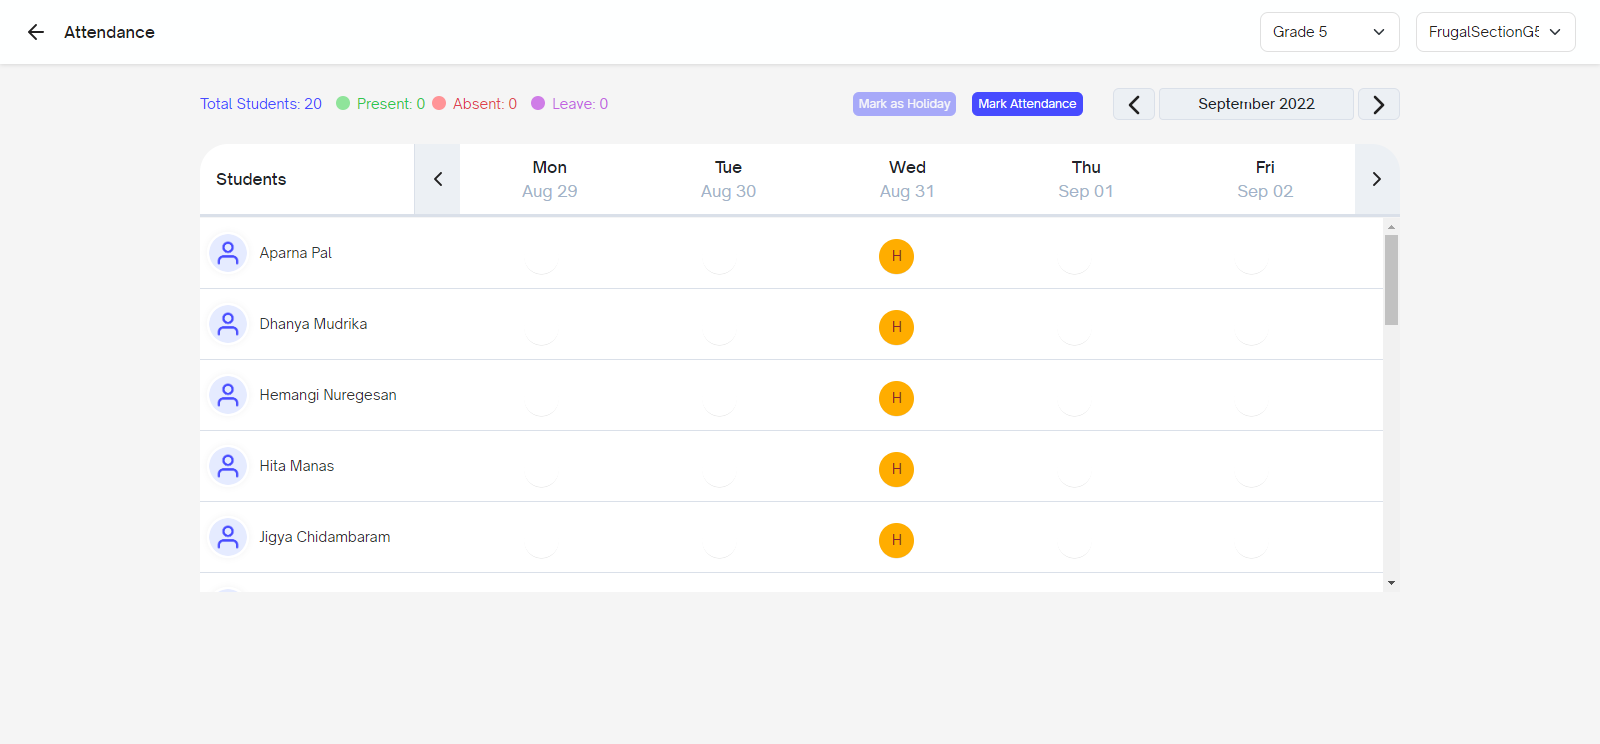 Attendance
Grade 5
FrugalSectionG5
Total Students: 20 Present: 0 Absent: 0 Leave: 0
Mark as Holiday
Mark Attendance
September 2022
Students
Mon Tue Wed Thu Fri
Aug 29 Aug 30 Aug 31 Sep 01 Sep 02
Aparna Pal H
Dhanya Mudrika H
Hemangi Nuregesan H
Hita Manas H
Jigya Chidambaram H